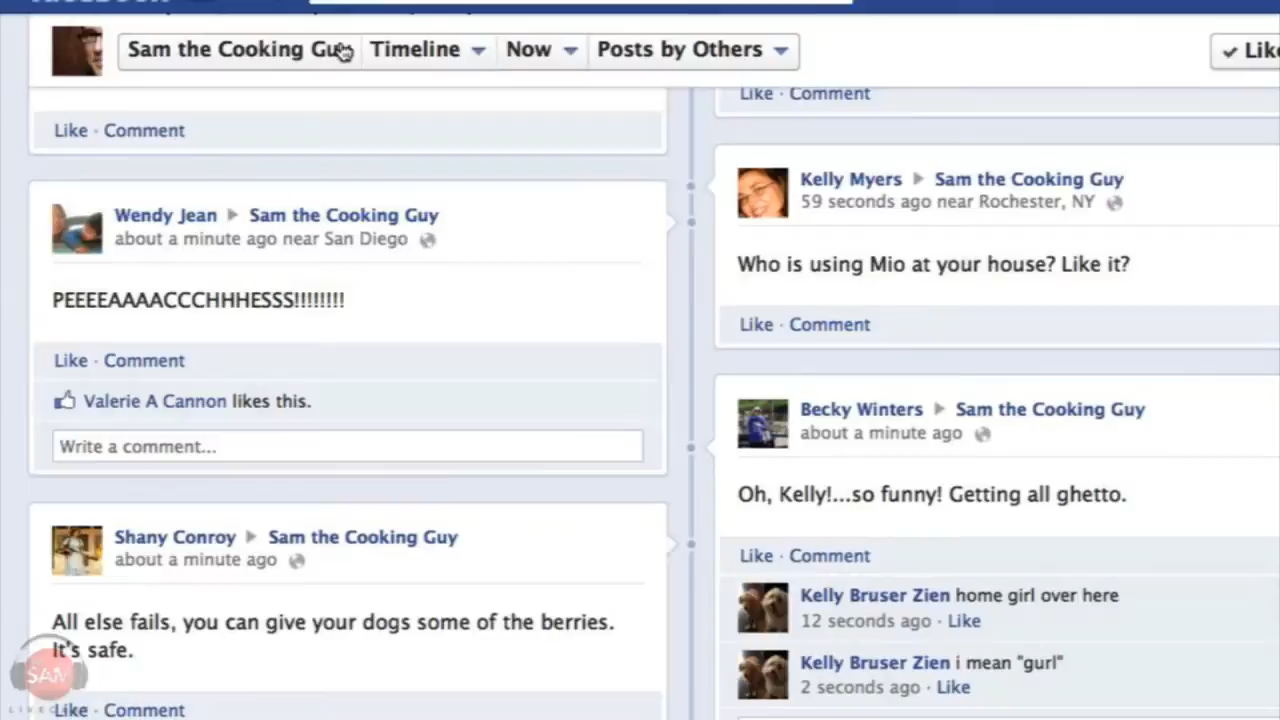 Sam the Cooking Guy Timeline Now Posts by Others
Like · Comment
Wendy Jean Sam the Cooking Guy
about a minute ago near San Diego
PEEEEAAAACCCHHHESSS!!!!!!!!
Like · Comment
Valerie A Cannon likes this.
Write a comment...
Shany Conroy Sam the Cooking Guy
about a minute ago
All else fails, you can give your dogs some of the berries.
It's safe.
Like · Comment
SAM
Like · Comment
Kelly Myers Sam the Cooking Guy
59 seconds ago near Rochester, NY
Who is using Mio at your house? Like it?
Like · Comment
Becky Winters Sam the Cooking Guy
about a minute ago
Oh, Kelly!...so funny! Getting all ghetto.
Like · Comment
Kelly Bruser Zien home girl over here
12 seconds ago · Like
Kelly Bruser Zien i mean "gurl"
2 seconds ago · Like